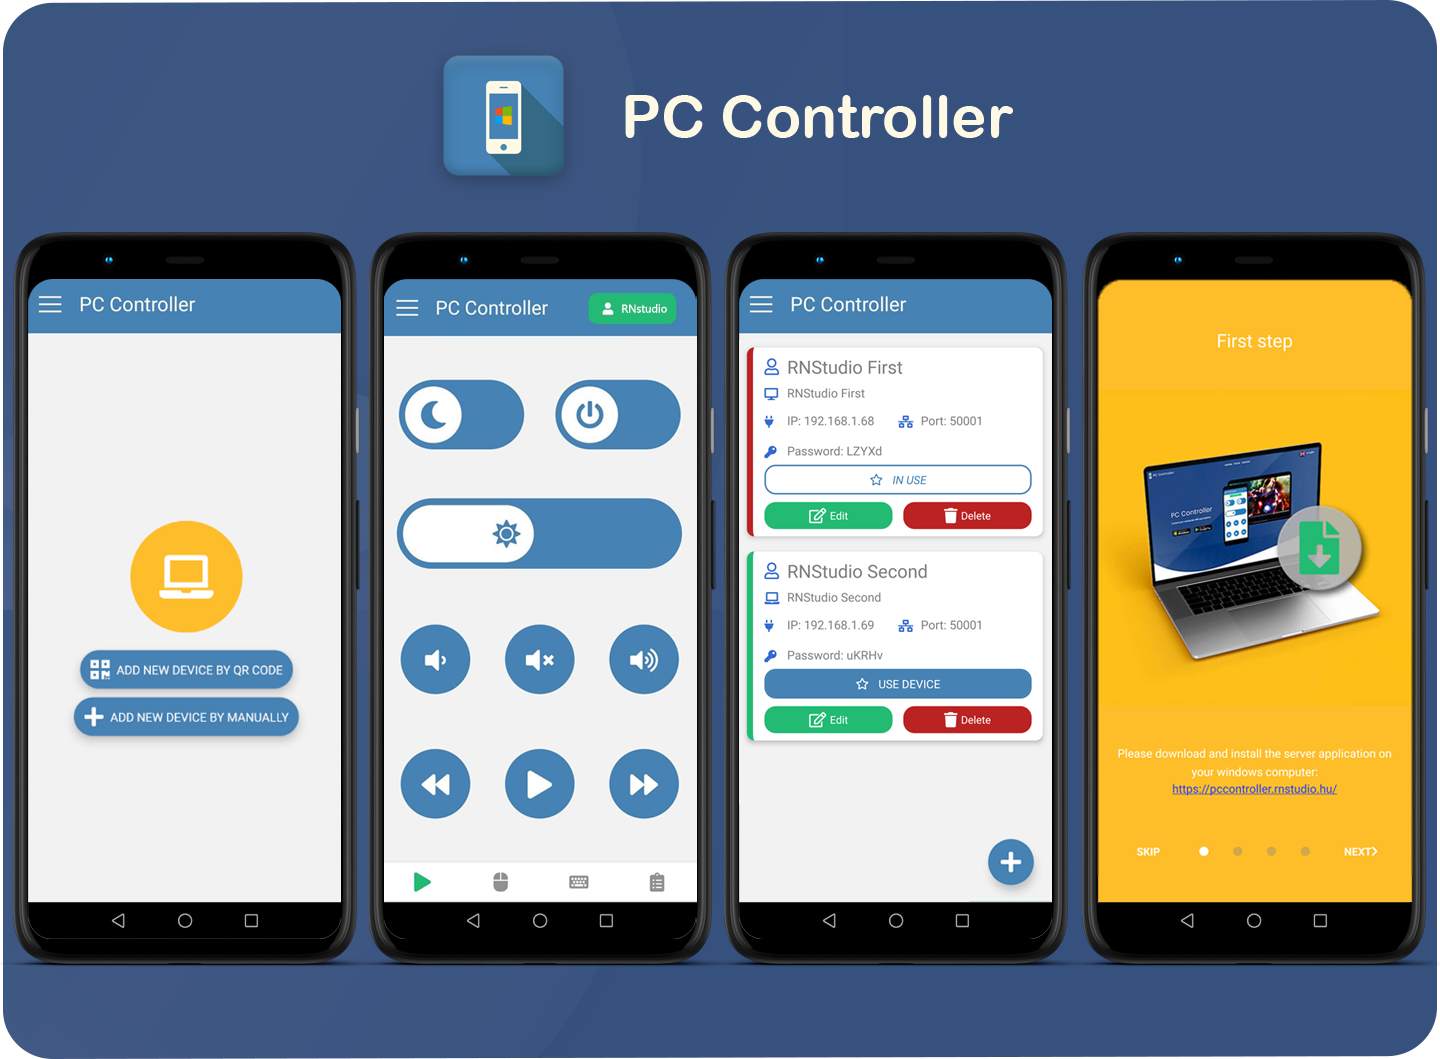 PC Controller
PC Controller
ADD NEW DEVICE BY QR CODE
ADD NEW DEVICE BY MANUALLY
PC Controller
RNstudio
PC Controller
RNStudio First
RNStudio First
IP: 192.168.1.68
Port: 50001
Password: LZYXd
IN USE
Edit
Delete
RNStudio Second
RNStudio Second
IP: 192.168.1.69
Port: 50001
Password: uKRHv
USE DEVICE
Edit
Delete
First step
PC Controller
PC Controller
Please download and install the server application on
your windows computer:
https://pccontroller.rnstudio.hu/
SKIP
NEXT